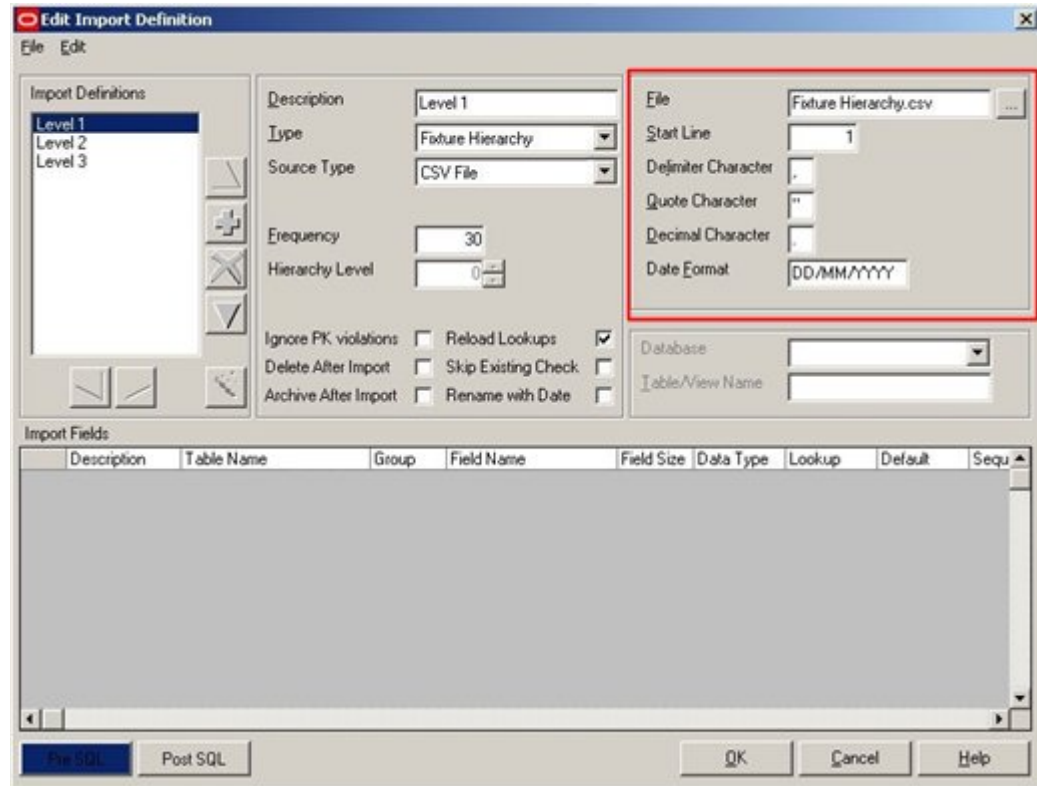 Edit Import Definition
File Edit
Import Definitions
Level 1
Level 2
Level 3
Description Level 1
Type Fixture Hierarchy
Source Type CSV File
Frequency 30
Hierarchy Level 0
Ignore PK violations Reload Lookups
Delete After Import Skip Existing Check
Archive After Import Rename with Date
File Fixture Hierarchy.csv ...
Start Line 1
Delimiter Character ,
Quote Character "
Decimal Character .
Date Format DD/MM/YYYY
Database
Table/View Name
Import Fields
Description Table Name Group Field Name Field Size Data Type Lookup Default Sequ
Pre SQL Post SQL OK Cancel Help